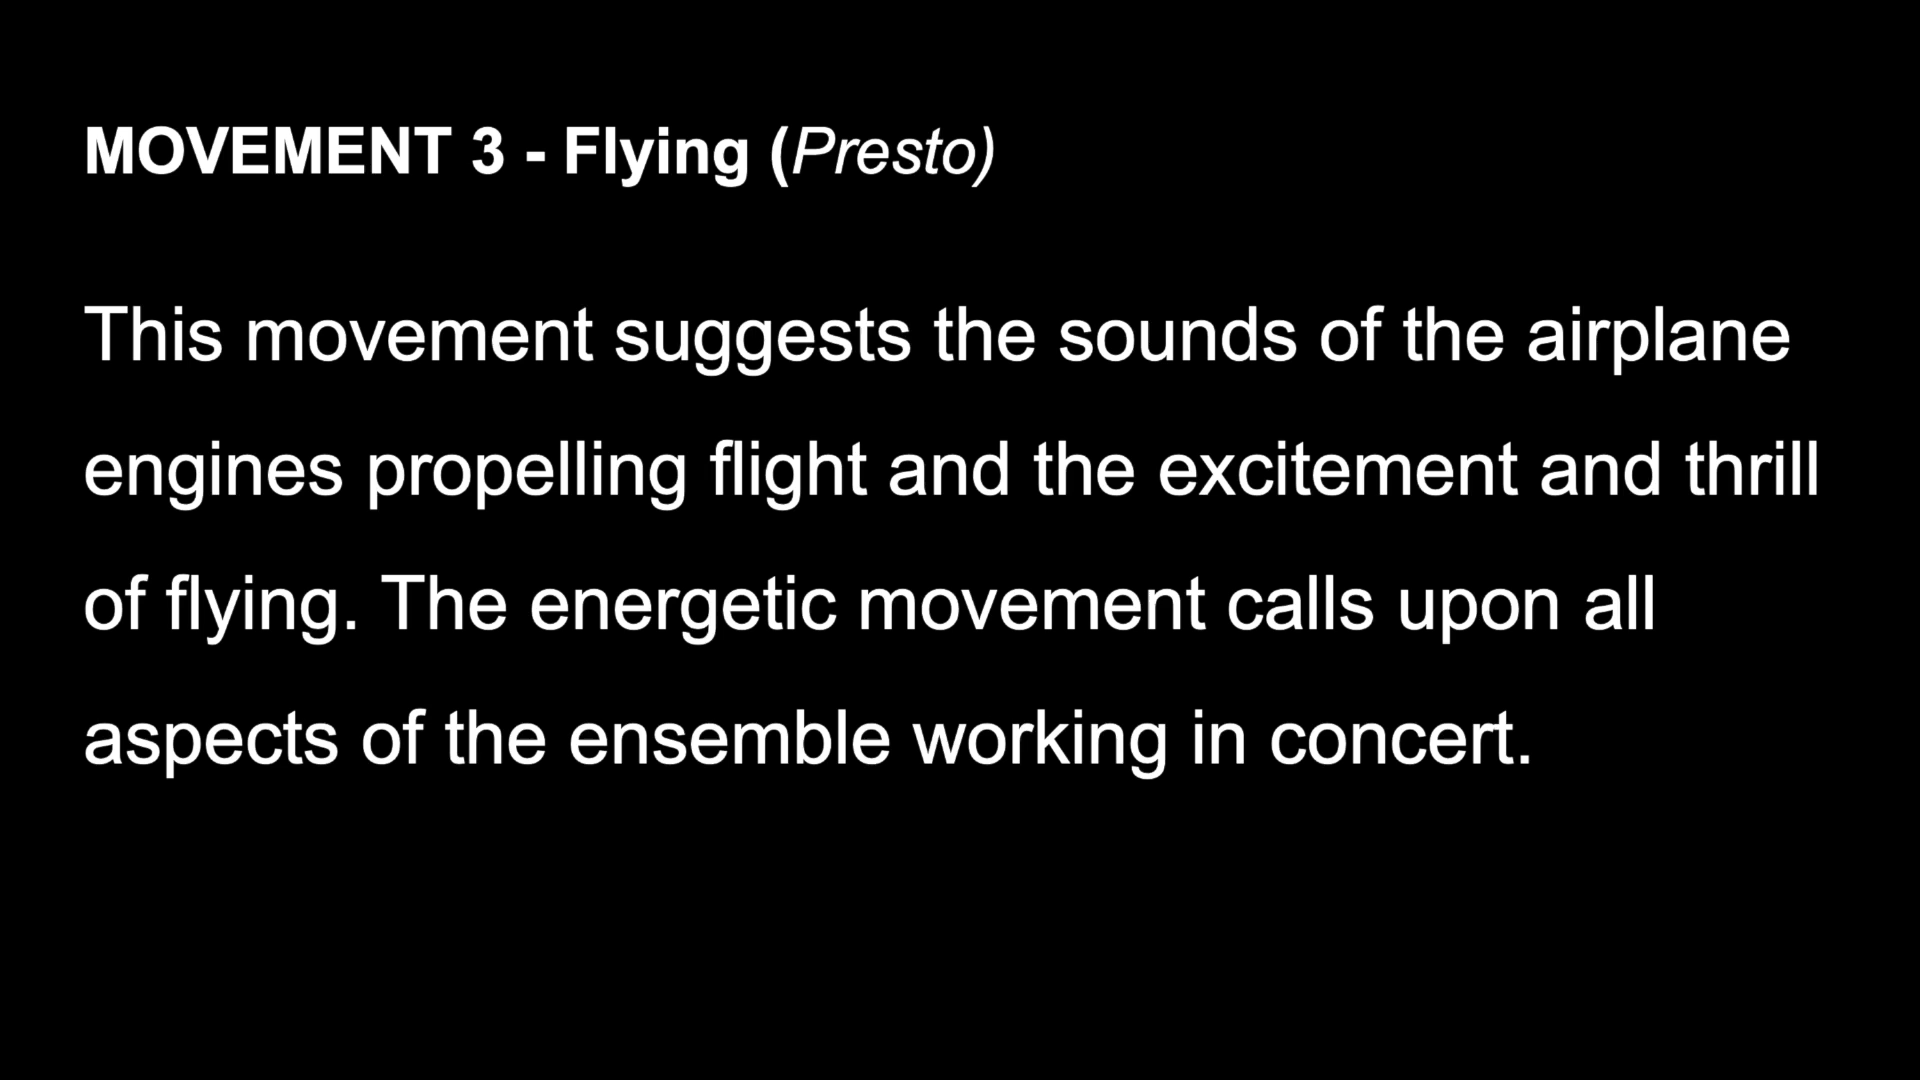 MOVEMENT 3 - Flying (Presto)
This movement suggests the sounds of the airplane
engines propelling flight and the excitement and thrill
of flying. The energetic movement calls upon all
aspects of the ensemble working in concert.